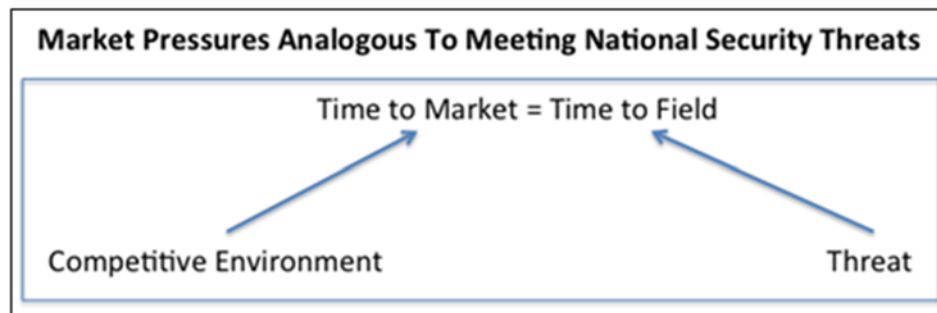 Market Pressures Analogous To Meeting National Security Threats
Time to Market = Time to Field
Competitive Environment
Threat